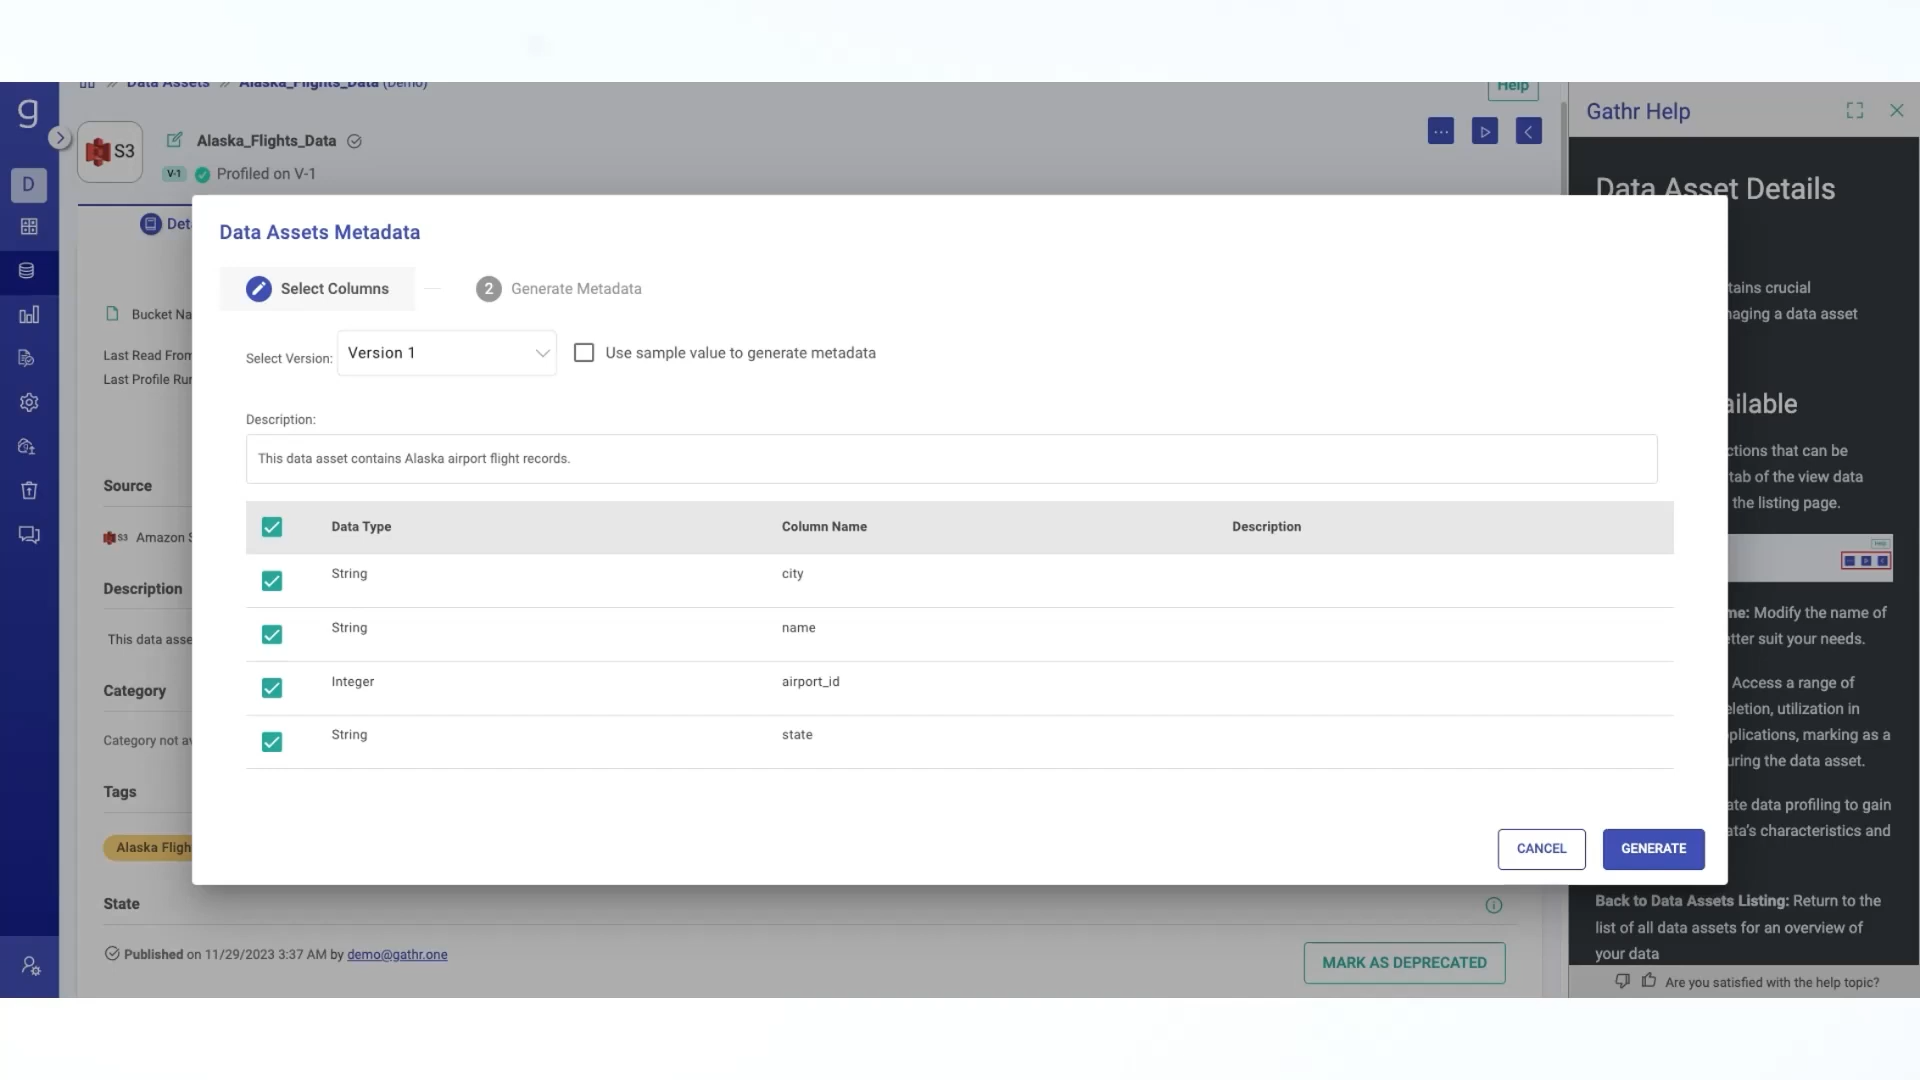 Data Assets // Alaska_Flights_Data (Demo)
Help
g
S3
Alaska_Flights_Data
V-1
Profiled on V-1
D
Gathr Help
Data Asset Details
Data Assets Metadata
Select Columns
2 Generate Metadata
Select Version: Version 1
Use sample value to generate metadata
Description:
This data asset contains Alaska airport flight records.
Data Type Column Name Description
String city
String name
Integer airport_id
String state
CANCEL
GENERATE
Bucket Na
Last Read From
Last Profile Run
Source
S3 Amazon S
Description
This data asse
Category
Category not av
Tags
Alaska Fligh
State
Published on 11/29/2023 3:37 AM by demo@gathr.one
MARK AS DEPRECATED
tains crucial
naging a data asset
ailable
ctions that can be
tab of the view data
the listing page.
me: Modify the name of
etter suit your needs.
Access a range of
eletion, utilization in
plications, marking as a
uring the data asset.
ate data profiling to gain
ata's characteristics and
Back to Data Assets Listing: Return to the
list of all data assets for an overview of
your data
Are you satisfied with the help topic?